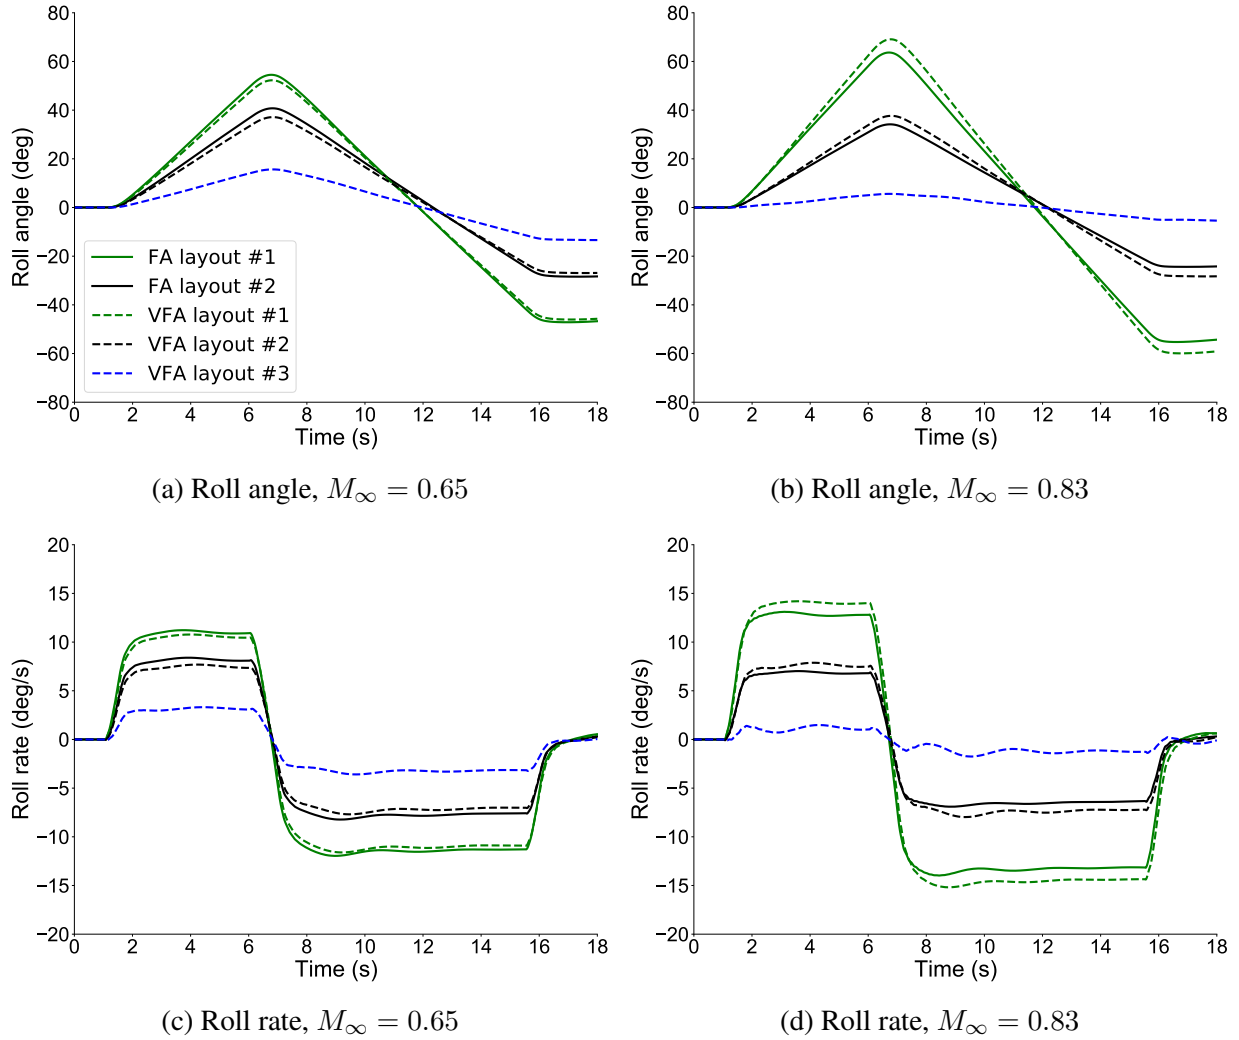 80
60
40
20
0
−20
−40
−60
−80
Roll angle (deg)
FA layout #1
FA layout #2
VFA layout #1
VFA layout #2
VFA layout #3
0 2 4 6 8 10 12 14 16 18
Time (s)
(a) Roll angle, M∞ = 0.65
80
60
40
20
0
−20
−40
−60
−80
Roll angle (deg)
0 2 4 6 8 10 12 14 16 18
Time (s)
(b) Roll angle, M∞ = 0.83
20
15
10
5
0
−5
−10
−15
−20
Roll rate (deg/s)
0 2 4 6 8 10 12 14 16 18
Time (s)
(c) Roll rate, M∞ = 0.65
20
15
10
5
0
−5
−10
−15
−20
Roll rate (deg/s)
0 2 4 6 8 10 12 14 16 18
Time (s)
(d) Roll rate, M∞ = 0.83